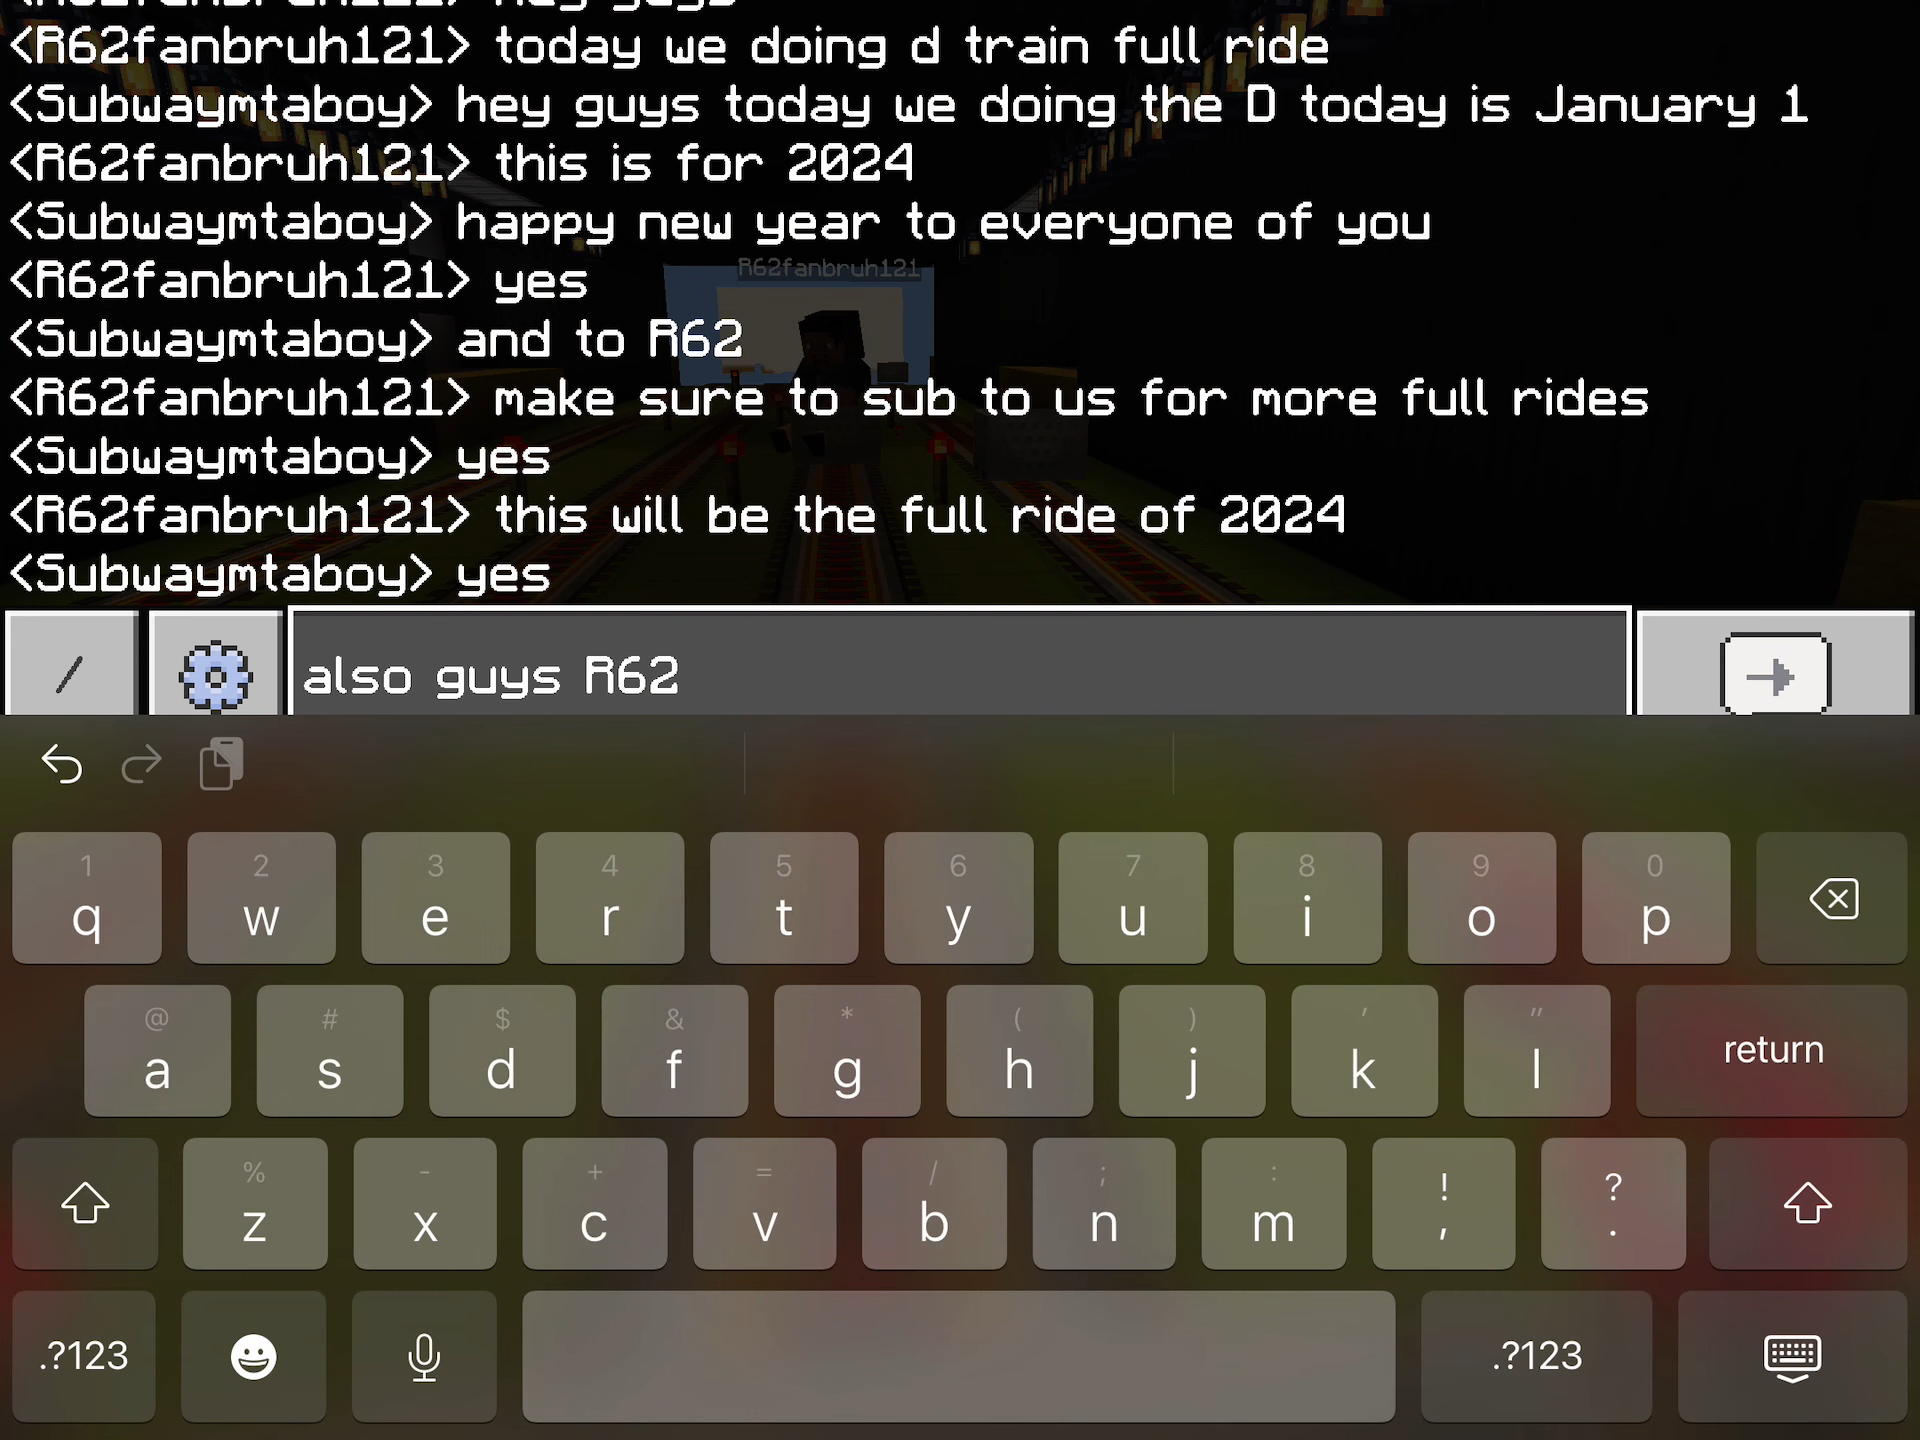 <R62fanbruh121> hey guys
<R62fanbruh121> today we doing d train full ride
<Subwaymtaboy> hey guys today we doing the D today is January 1
<R62fanbruh121> this is for 2024
<Subwaymtaboy> happy new year to everyone of you
R62fanbruh121
<R62fanbruh121> yes
<Subwaymtaboy> and to R62
<R62fanbruh121> make sure to sub to us for more full rides
<Subwaymtaboy> yes
<R62fanbruh121> this will be the full ride of 2024
<Subwaymtaboy> yes
/
also guys R62
1 2 3 4 5 6 7 8 9 0
q w e r t y u i o p
@ # $ & * ( ) ' "
a s d f g h j k l return
% - + = / ; : ! ?
z x c v b n m , .
.?123 .?123